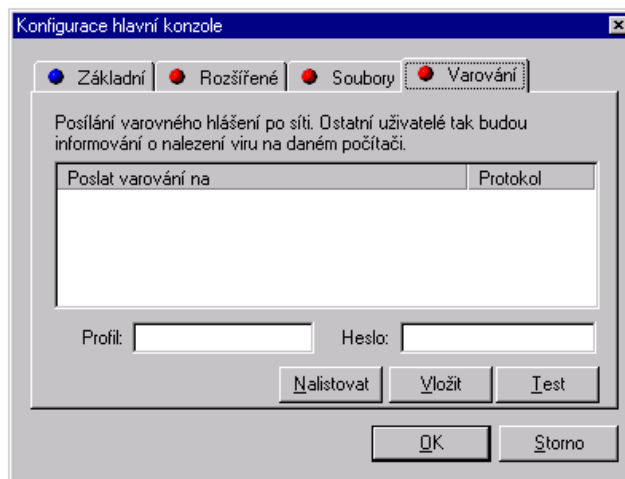 Konfigurace hlavní konzole
Základní Rozšířené Soubory Varování
Posílání varovného hlášení po síti. Ostatní uživatelé tak budou
informování o nalezení viru na daném počítači.
Poslat varování na Protokol
Profil: Heslo:
Nalistovat Vložit Test
OK Storno